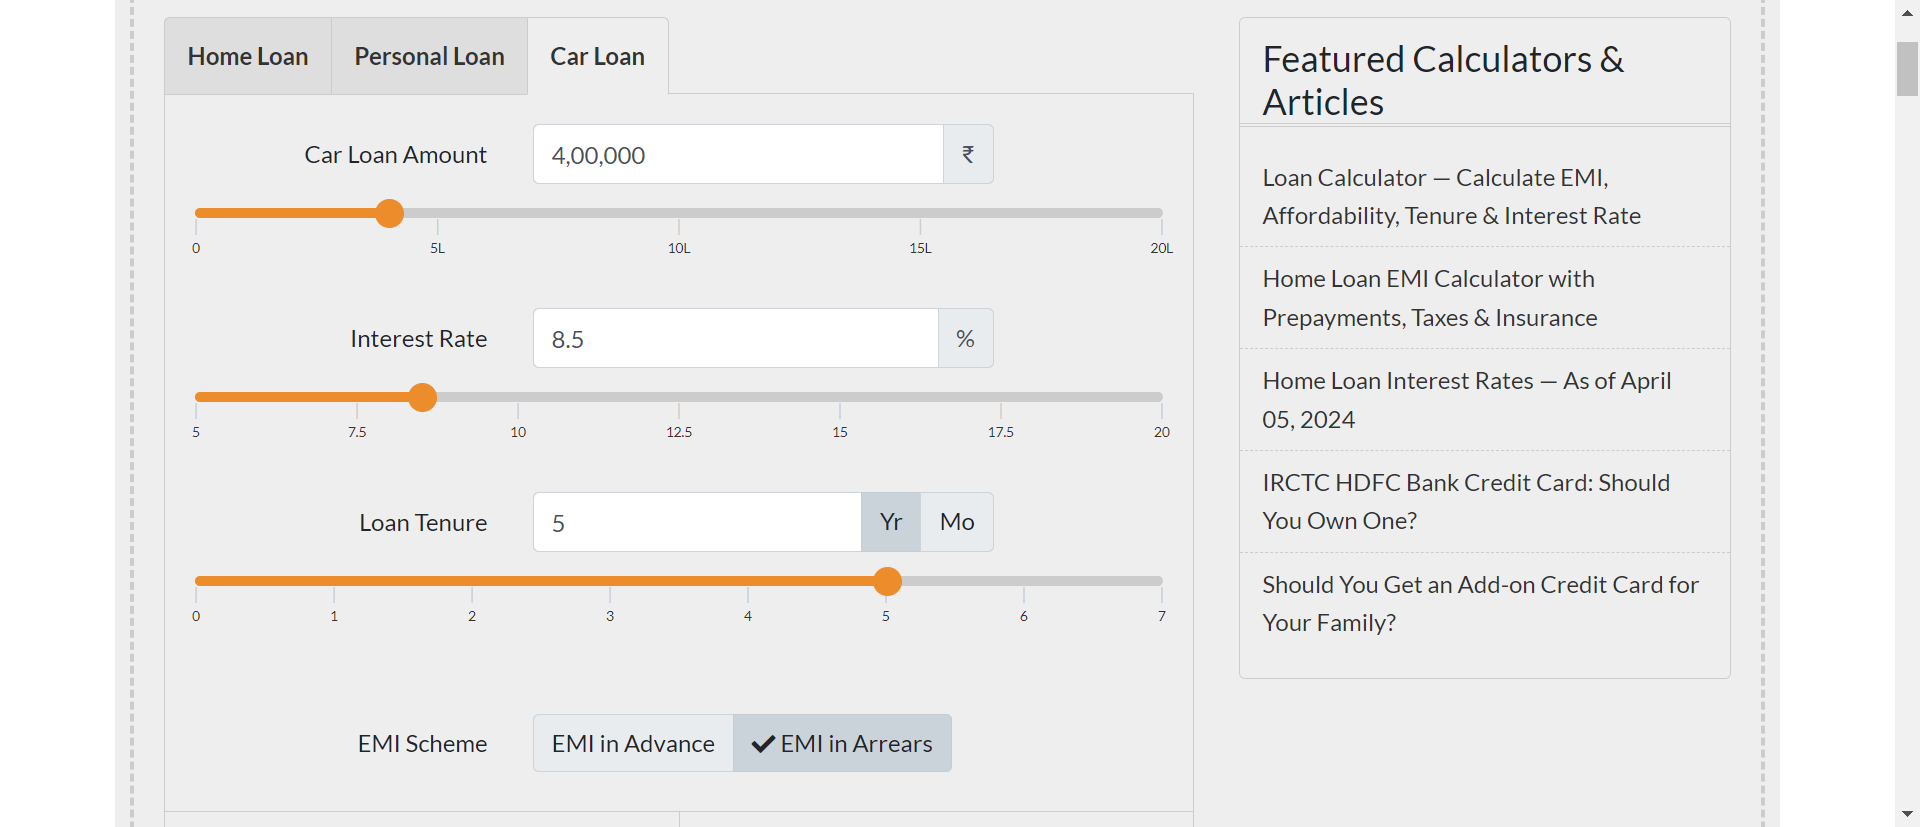 Home Loan
Personal Loan
Car Loan
Car Loan Amount
4,00,000
₹
0
5L
10L
15L
20L
Interest Rate
8.5
%
5
7.5
10
12.5
15
17.5
20
Loan Tenure
5
Yr
Mo
0
1
2
3
4
5
6
7
EMI Scheme
EMI in Advance
EMI in Arrears
Featured Calculators &
Articles
Loan Calculator — Calculate EMI,
Affordability, Tenure & Interest Rate
Home Loan EMI Calculator with
Prepayments, Taxes & Insurance
Home Loan Interest Rates — As of April
05, 2024
IRCTC HDFC Bank Credit Card: Should
You Own One?
Should You Get an Add-on Credit Card for
Your Family?